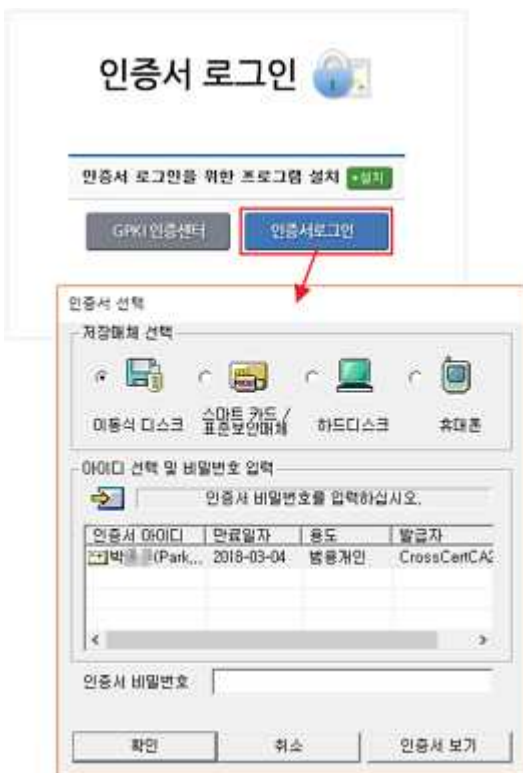 인증서 로그인
인증서 로그인을 위한 프로그램 설치 +설치
GPKI 인증센터 인증서로그인
인증서 선택
저장매체 선택
이동식 디스크 스마트 카드/표준보안매체 하드디스크 휴대폰
아이디 선택 및 비밀번호 입력
인증서 비밀번호를 입력하십시오.
인증서 아이디 만료일자 용도 발급자
박 (Park,,, 2018-03-04 범용개인 CrossCertCA2
인증서 비밀번호
확인 취소 인증서 보기